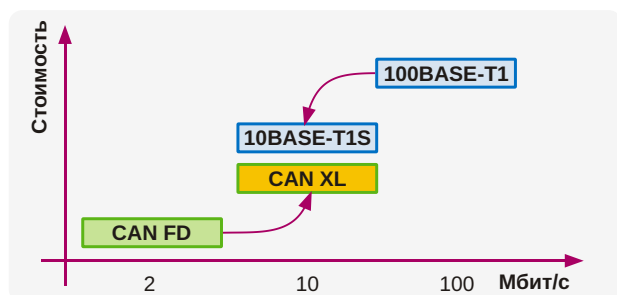 Стоимость
100BASE-T1
10BASE-T1S
CAN XL
CAN FD
2 10 100 Мбит/с